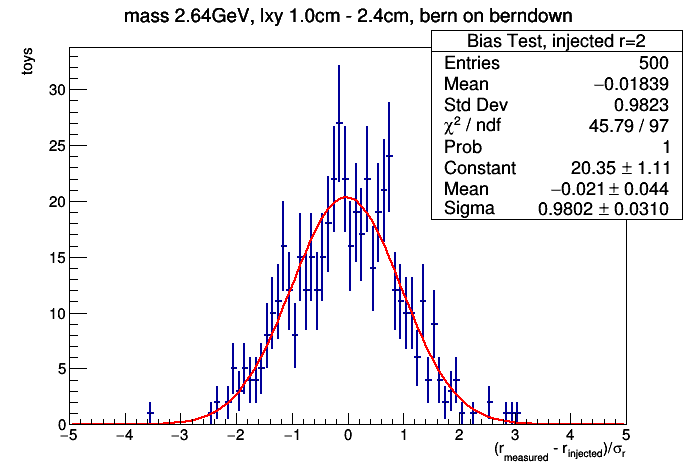 mass 2.64GeV, lxy 1.0cm - 2.4cm, bern on berndown
toys
Bias Test, injected r=2
Entries 500
Mean −0.01839
Std Dev 0.9823
χ² / ndf 45.79 / 97
Prob 1
Constant 20.35 ± 1.11
Mean −0.021 ± 0.044
Sigma 0.9802 ± 0.0310
30
25
20
15
10
5
0
−5 −4 −3 −2 −1 0 1 2 3 4 5
(r_measured - r_injected)/σ_r